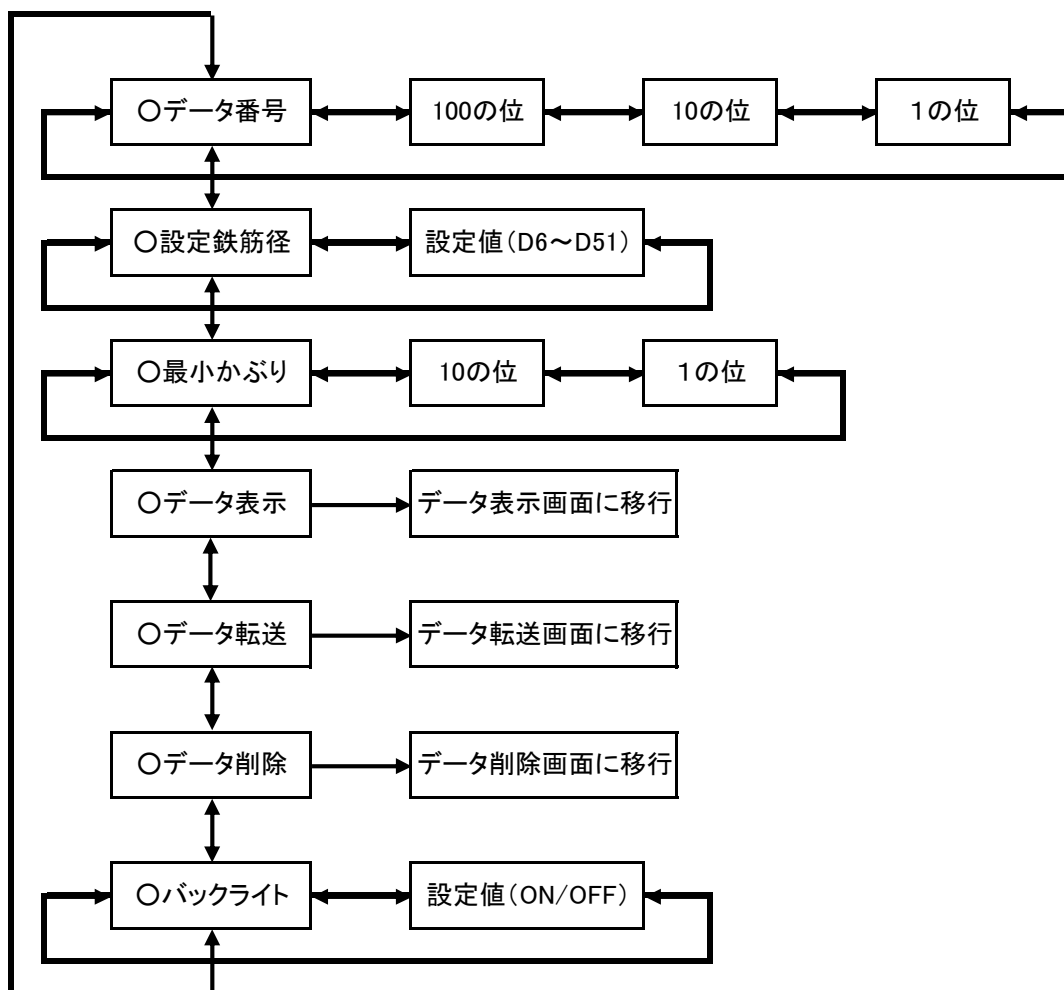 ○データ番号
100の位
10の位
1の位
○設定鉄筋径
設定値(D6～D51)
○最小かぶり
10の位
1の位
○データ表示
データ表示画面に移行
○データ転送
データ転送画面に移行
○データ削除
データ削除画面に移行
○バックライト
設定値(ON/OFF)